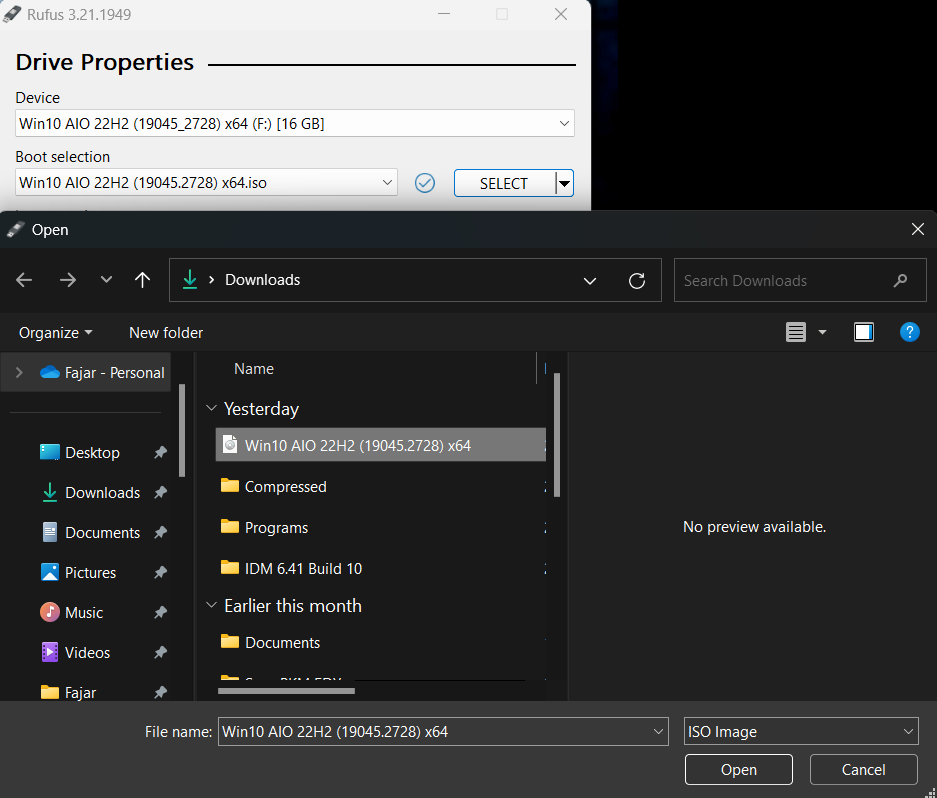 Rufus 3.21.1949
Drive Properties
Device
Win10 AIO 22H2 (19045_2728) x64 (F:) [16 GB]
Boot selection
Win10 AIO 22H2 (19045.2728) x64.iso
SELECT
Open
Downloads
Search Downloads
Organize
New folder
?
Fajar - Personal
Desktop
Downloads
Documents
Pictures
Music
Videos
Fajar
Name
Yesterday
Win10 AIO 22H2 (19045.2728) x64
Compressed
Programs
IDM 6.41 Build 10
Earlier this month
Documents
No preview available.
File name:
Win10 AIO 22H2 (19045.2728) x64
ISO Image
Open
Cancel